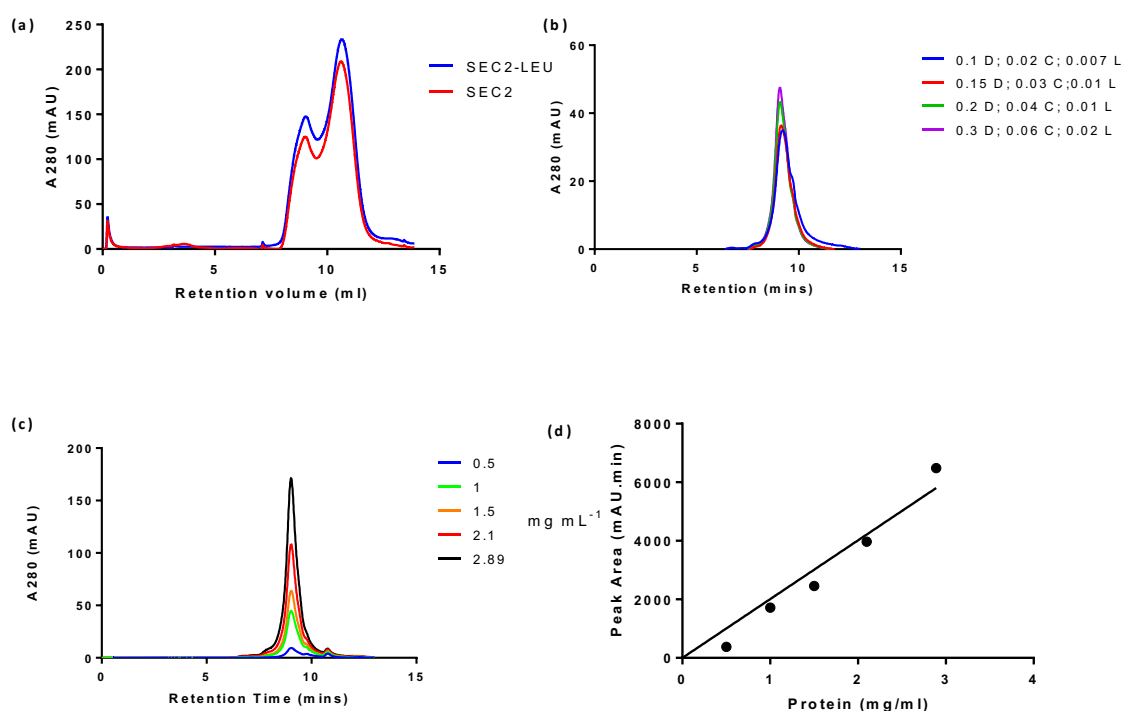 (a)
250
200
150
100
50
0
A280 (mAU)
0 5 10 15
Retention volume (ml)
SEC2-LEU
SEC2
(b)
60
40
20
0
A280 (mAU)
0 5 10 15
Retention (mins)
0.1 D; 0.02 C; 0.007 L
0.15 D; 0.03 C;0.01 L
0.2 D; 0.04 C; 0.01 L
0.3 D; 0.06 C; 0.02 L
(c)
200
150
100
50
0
A280 (mAU)
0 5 10 15
Retention Time (mins)
0.5
1
1.5
2.1
2.89
mg mL⁻¹
(d)
8000
6000
4000
2000
0
Peak Area (mAU.min)
0 1 2 3 4
Protein (mg/ml)